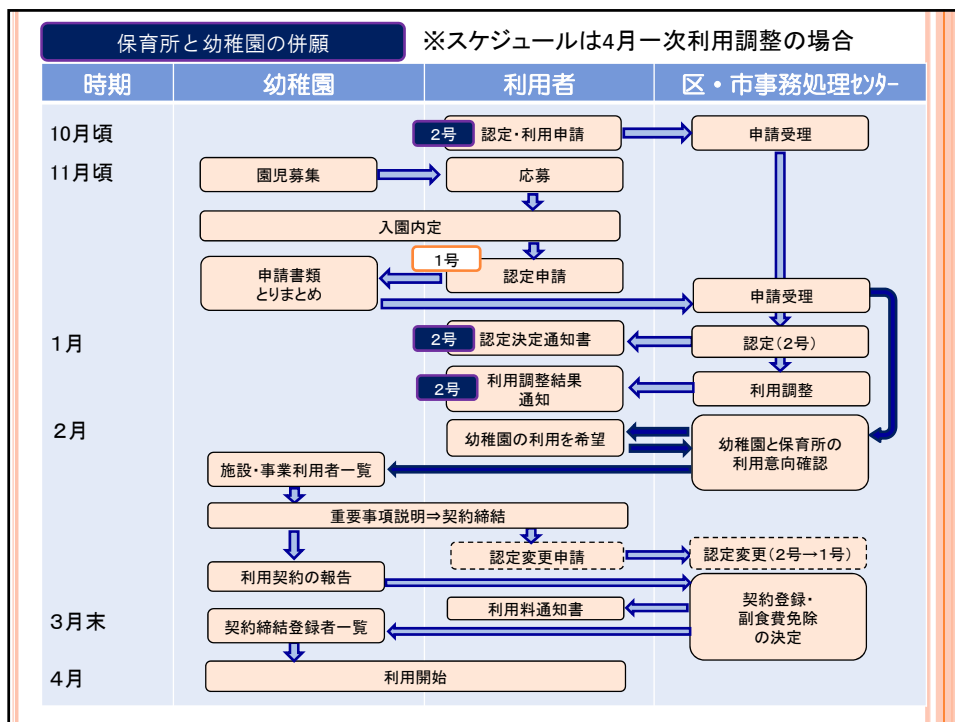 保育所と幼稚園の併願
※スケジュールは4月一次利用調整の場合
時期
幼稚園
利用者
区・市事務処理ｾﾝﾀｰ
10月頃
2号
認定・利用申請
申請受理
11月頃
園児募集
応募
入園内定
1号
申請書類
とりまとめ
認定申請
申請受理
1月
2号
認定決定通知書
認定(2号)
2号
利用調整結果
通知
利用調整
2月
幼稚園の利用を希望
幼稚園と保育所の
利用意向確認
施設・事業利用者一覧
重要事項説明⇒契約締結
認定変更申請
認定変更(2号→1号)
利用契約の報告
契約登録・
副食費免除
の決定
利用料通知書
3月末
契約締結登録者一覧
4月
利用開始